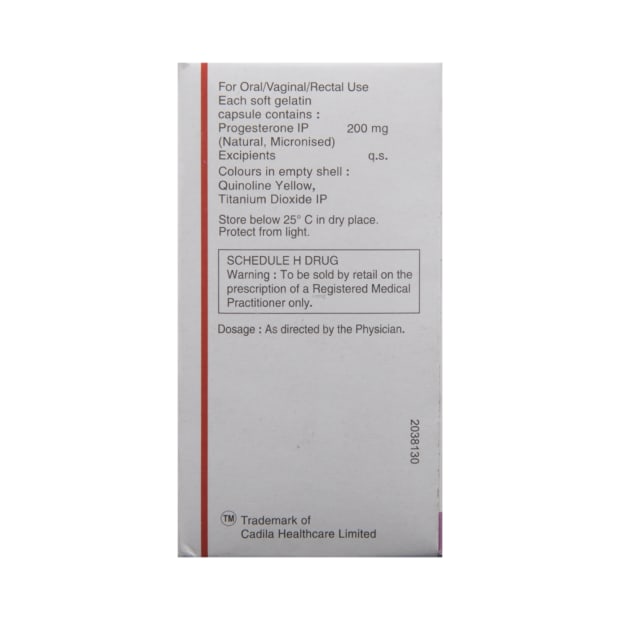 For Oral/Vaginal/Rectal Use
Each soft gelatin
capsule contains :
Progesterone IP 200 mg
(Natural, Micronised)
Excipients q.s.
Colours in empty shell :
Quinoline Yellow,
Titanium Dioxide IP
Store below 25° C in dry place.
Protect from light.
SCHEDULE H DRUG
Warning : To be sold by retail on the
prescription of a Registered Medical
Practitioner only.
Dosage : As directed by the Physician.
2038130
TM Trademark of
Cadila Healthcare Limited